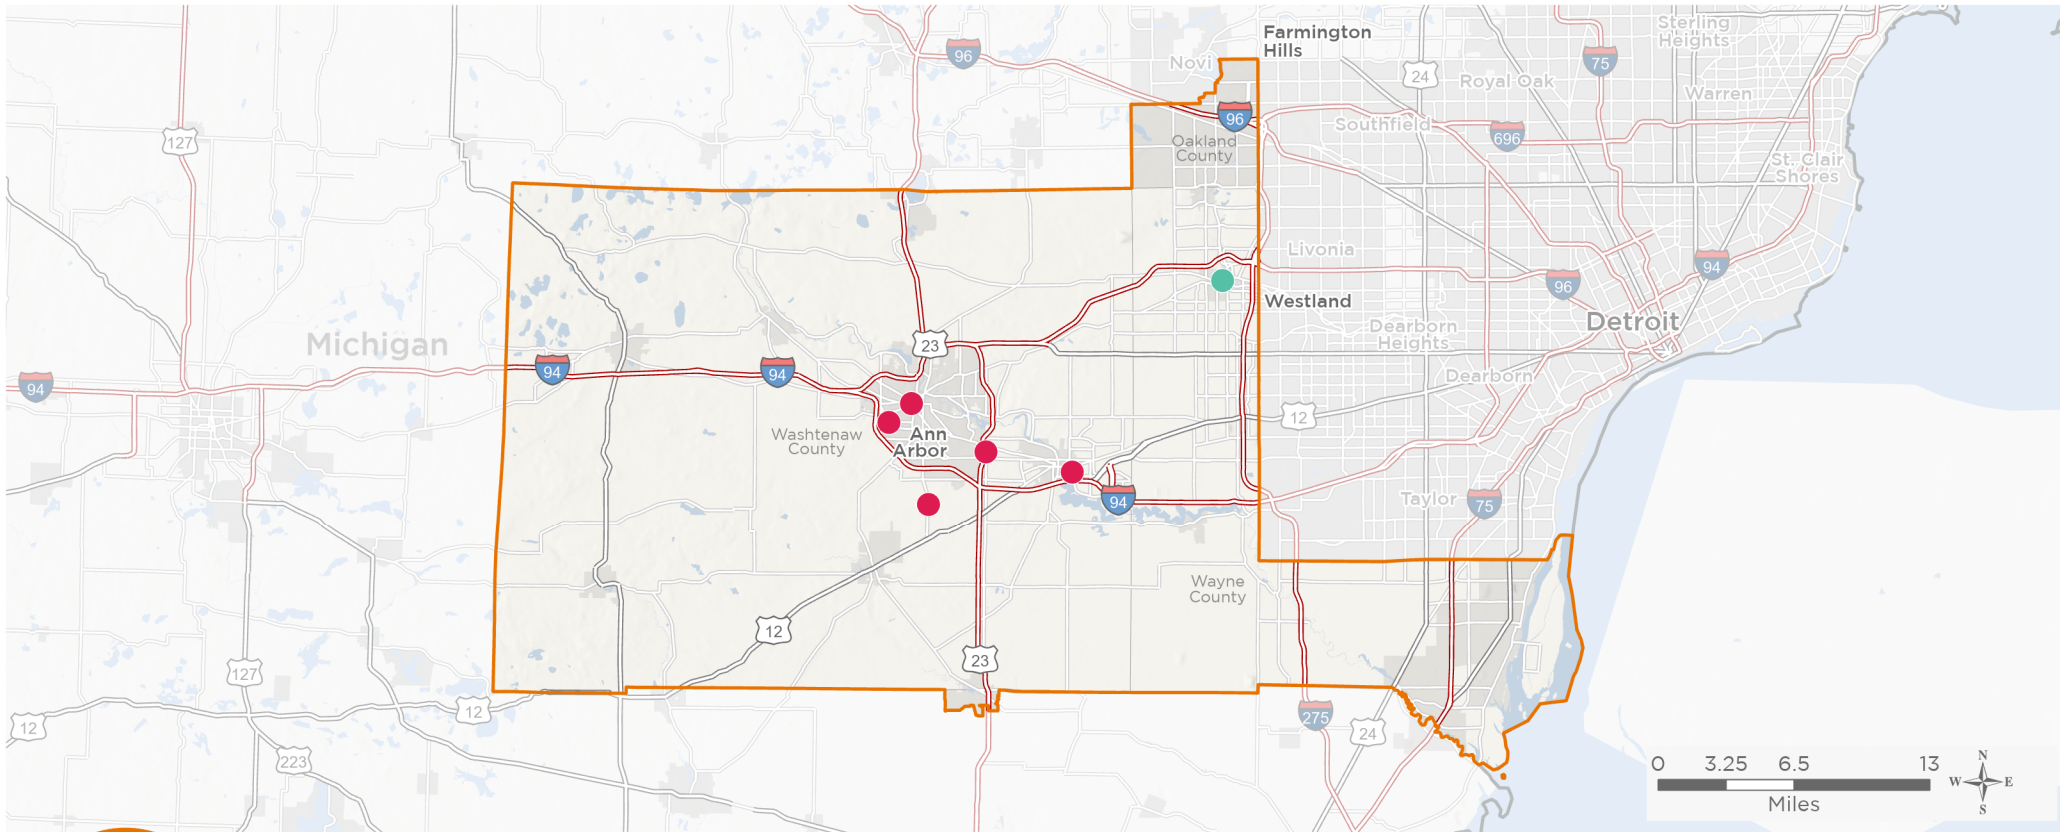 Farmington
Hills
Sterling
Heights
Novi
96
75
24
Royal Oak
Warren
96
Southfield
696
127
Oakland
County
St. Clair
Shores
Livonia
94
96
Westland
Detroit
Dearborn
Heights
Michigan
23
94
94
94
Dearborn
12
Washtenaw
County
Ann
Arbor
94
Taylor
75
Wayne
County
12
23
127
12
12
275
24
223
0 3.25 6.5 13
Miles
N
W E
S